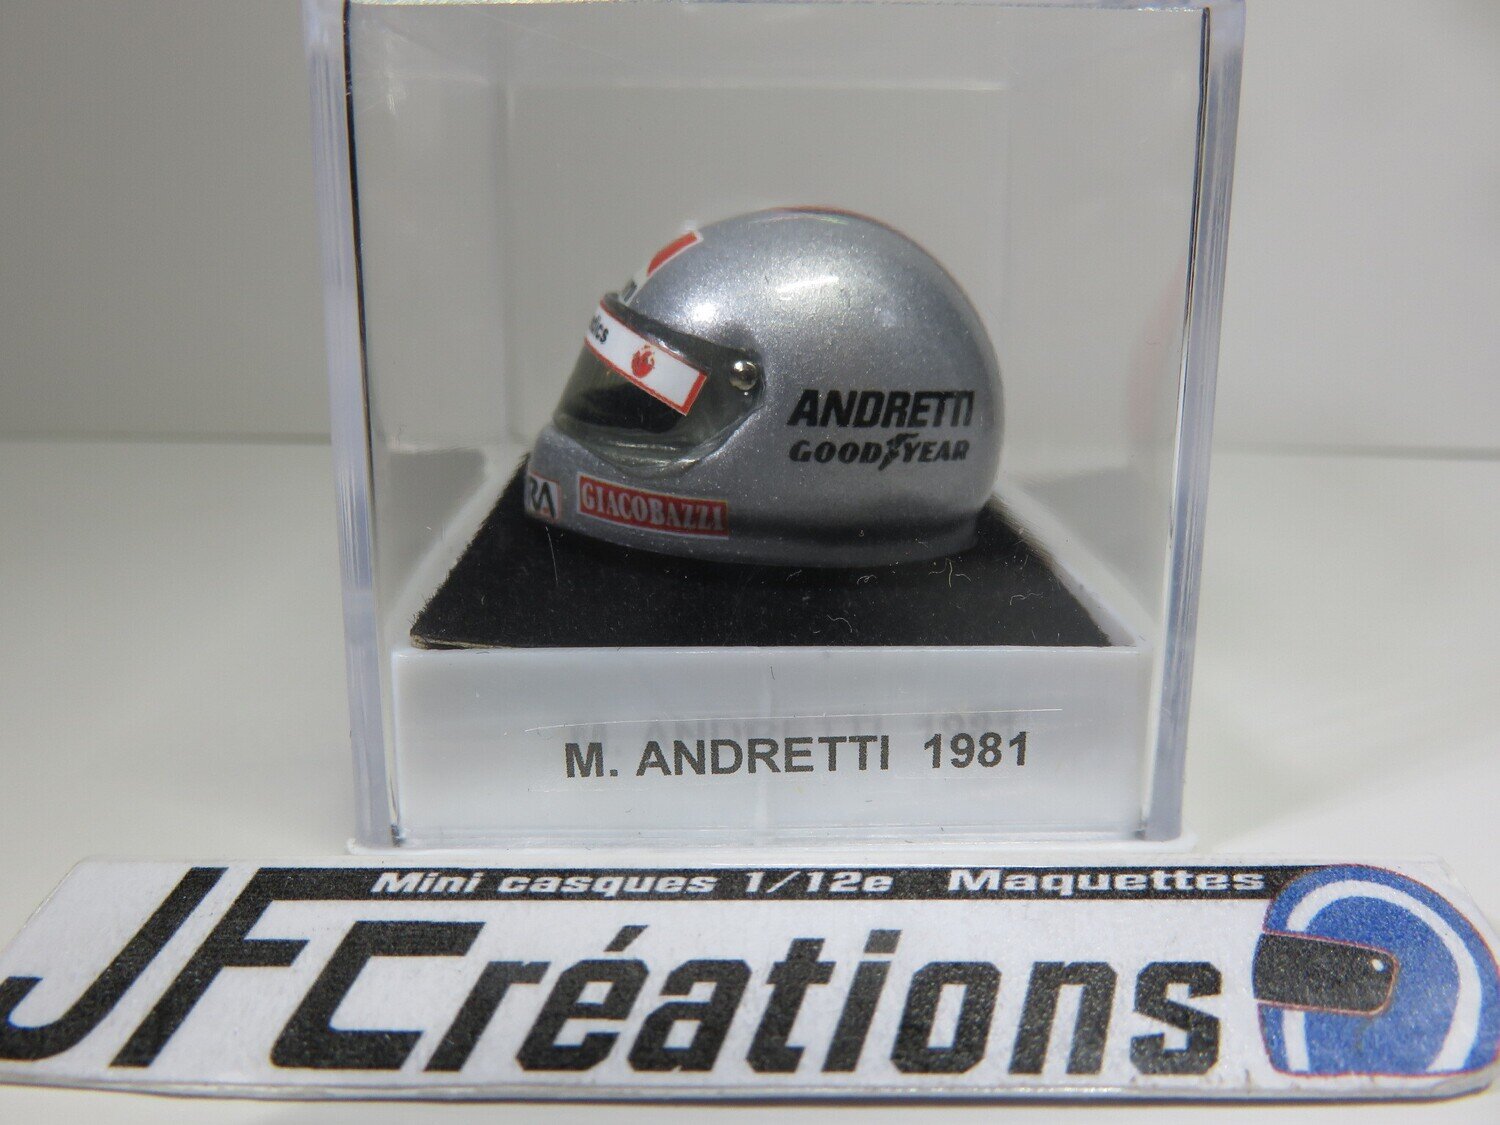 ANDRETTI
GOODYEAR
GIACOBAZZI
M. ANDRETTI 1981
Mini casques 1/12e Maquettes
JFCréations